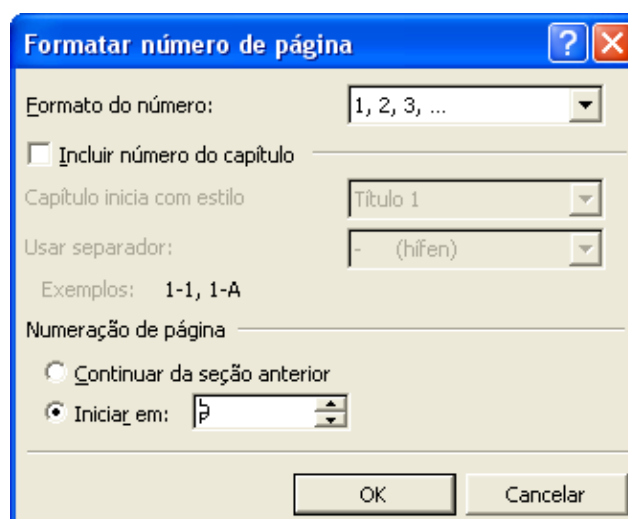 Formatar número de página
Formato do número: 1, 2, 3, ...
Incluir número do capítulo
Capítulo inicia com estilo Título 1
Usar separador: - (hífen)
Exemplos: 1-1, 1-A
Numeração de página
Continuar da seção anterior
Iniciar em:
OK Cancelar